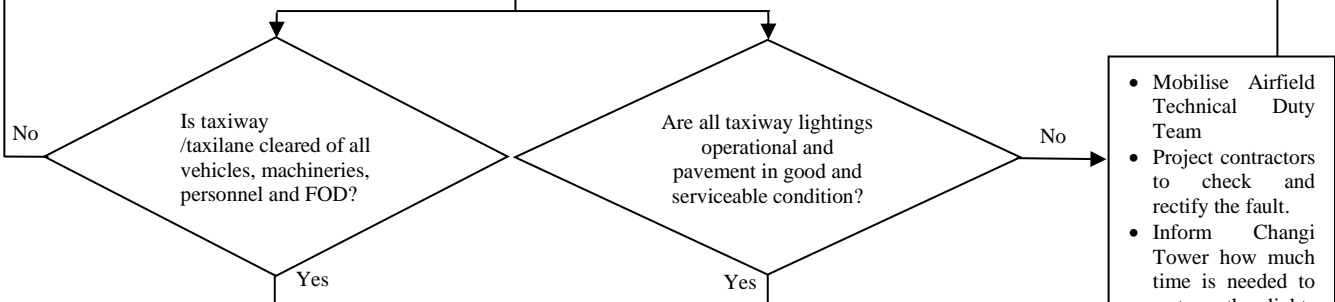 No
Is taxiway
/taxilane cleared of all
vehicles, machineries,
personnel and FOD?
Yes
Are all taxiway lightings
operational and
pavement in good and
serviceable condition?
Yes
No
• Mobilise Airfield
Technical Duty
Team
• Project contractors
to check and
rectify the fault.
• Inform Changi
Tower how much
time is needed to